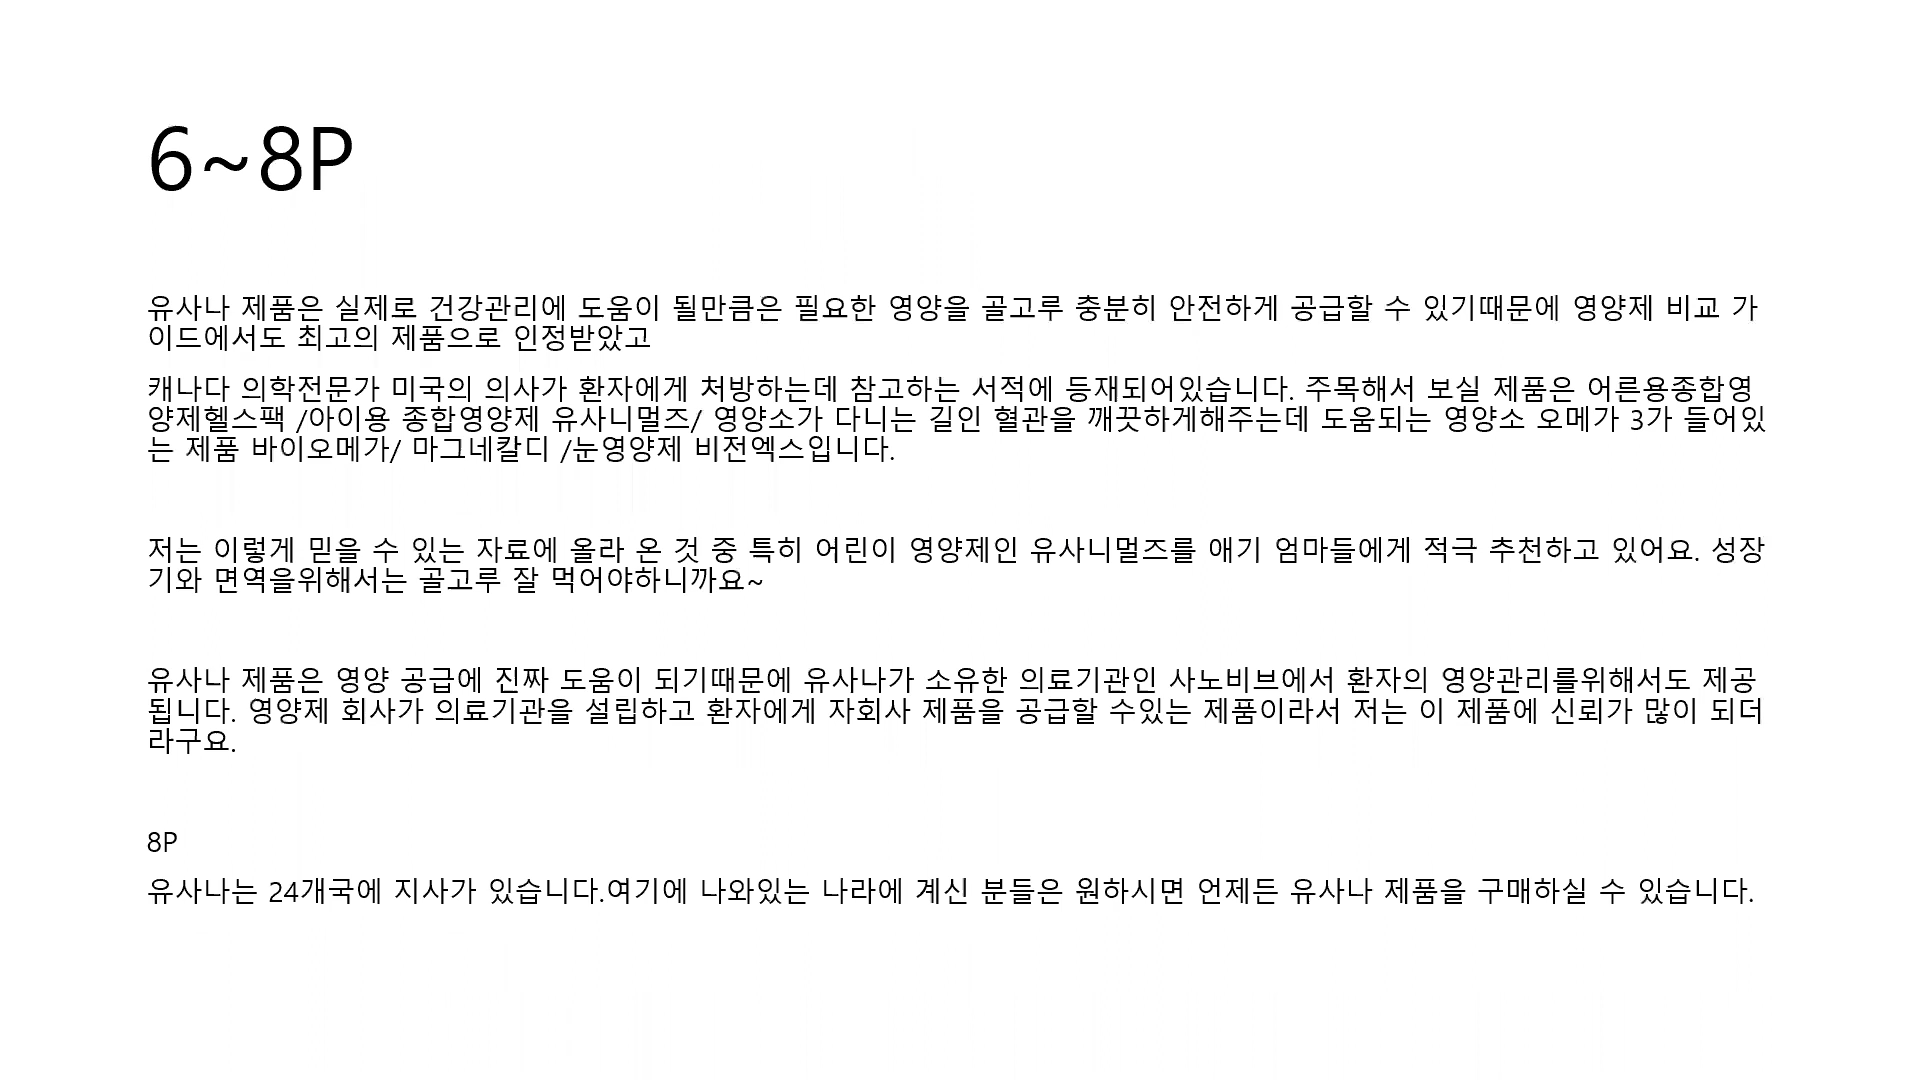 6~8P
유사나 제품은 실제로 건강관리에 도움이 될만큼은 필요한 영양을 골고루 충분히 안전하게 공급할 수 있기때문에 영양제 비교 가
이드에서도 최고의 제품으로 인정받았고
캐나다 의학전문가 미국의 의사가 환자에게 처방하는데 참고하는 서적에 등재되어있습니다. 주목해서 보실 제품은 어른용종합영
양제헬스팩 /아이용 종합영양제 유사니멀즈/ 영양소가 다니는 길인 혈관을 깨끗하게해주는데 도움되는 영양소 오메가 3가 들어있
는 제품 바이오메가/ 마그네칼디 /눈영양제 비전엑스입니다.
저는 이렇게 믿을 수 있는 자료에 올라 온 것 중 특히 어린이 영양제인 유사니멀즈를 애기 엄마들에게 적극 추천하고 있어요. 성장
기와 면역을위해서는 골고루 잘 먹어야하니까요~
유사나 제품은 영양 공급에 진짜 도움이 되기때문에 유사나가 소유한 의료기관인 사노비브에서 환자의 영양관리를위해서도 제공
됩니다. 영양제 회사가 의료기관을 설립하고 환자에게 자회사 제품을 공급할 수있는 제품이라서 저는 이 제품에 신뢰가 많이 되더
라구요.
8P
유사나는 24개국에 지사가 있습니다.여기에 나와있는 나라에 계신 분들은 원하시면 언제든 유사나 제품을 구매하실 수 있습니다.